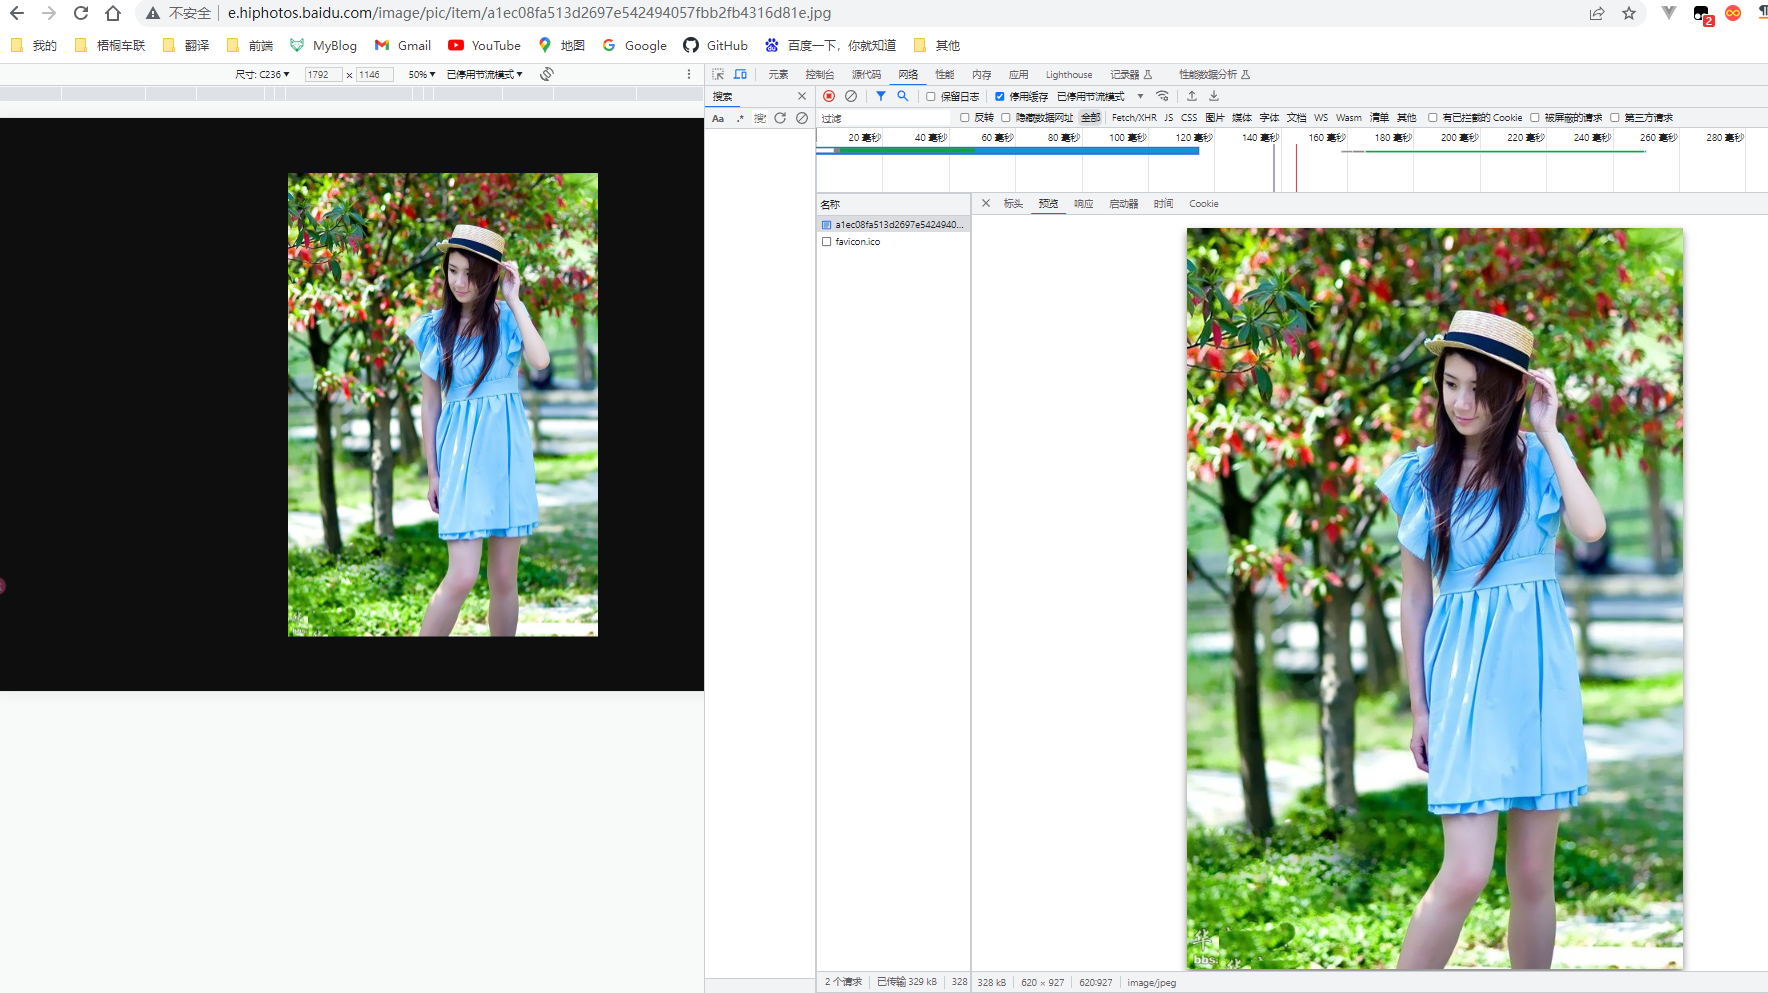 不安全 e.hiphotos.baidu.com/image/pic/item/a1ec08fa513d2697e542494057fbb2fb4316d81e.jpg 2
我的 梧桐车联 翻译 前端 MyBlog Gmail YouTube 地图 Google GitHub 百度一下，你就知道 其他
尺寸: C236 ▼ 1792 × 1146 50% ▼ 已停用节流模式 ▼
元素 控制台 源代码 网络 性能 内存 应用 Lighthouse 记录器 性能数据分析
搜索
保留日志 停用缓存 已停用节流模式 ▼
Aa .*
过滤 反转 隐藏数据网址 全部 Fetch/XHR JS CSS 图片 媒体 字体 文档 WS Wasm 清单 其他 有已拦截的 Cookie 被屏蔽的请求 第三方请求
20 毫秒 40 毫秒 60 毫秒 80 毫秒 100 毫秒 120 毫秒 140 毫秒 160 毫秒 180 毫秒 200 毫秒 220 毫秒 240 毫秒 260 毫秒 280 毫秒
名称
标头 预览 响应 启动器 时间 Cookie
a1ec08fa513d2697e5424940...
favicon.ico
bbs
2 个请求 已传输 329 kB 328
328 kB 620 × 927 620:927 image/jpeg